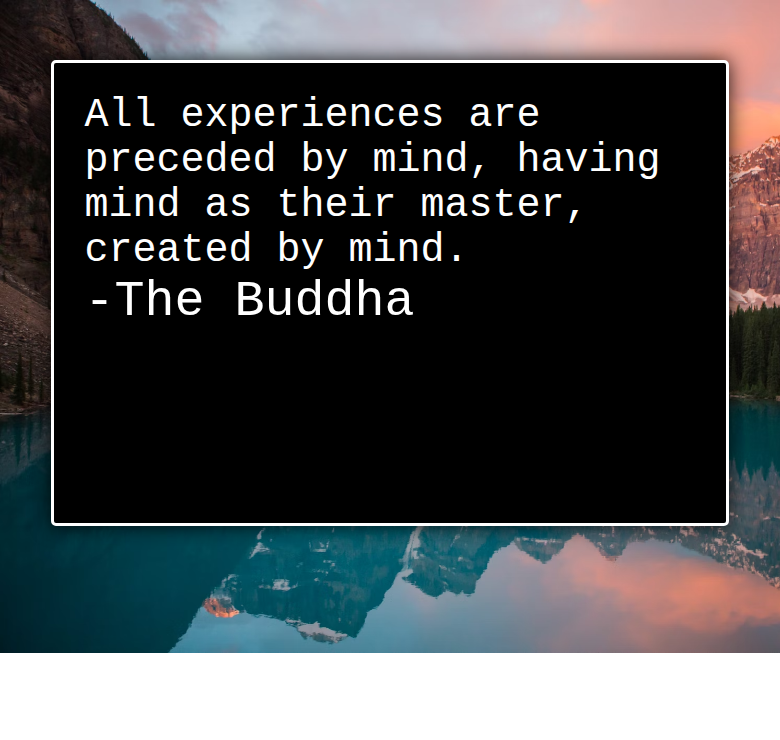 All experiences are
preceded by mind, having
mind as their master,
created by mind.
-The Buddha